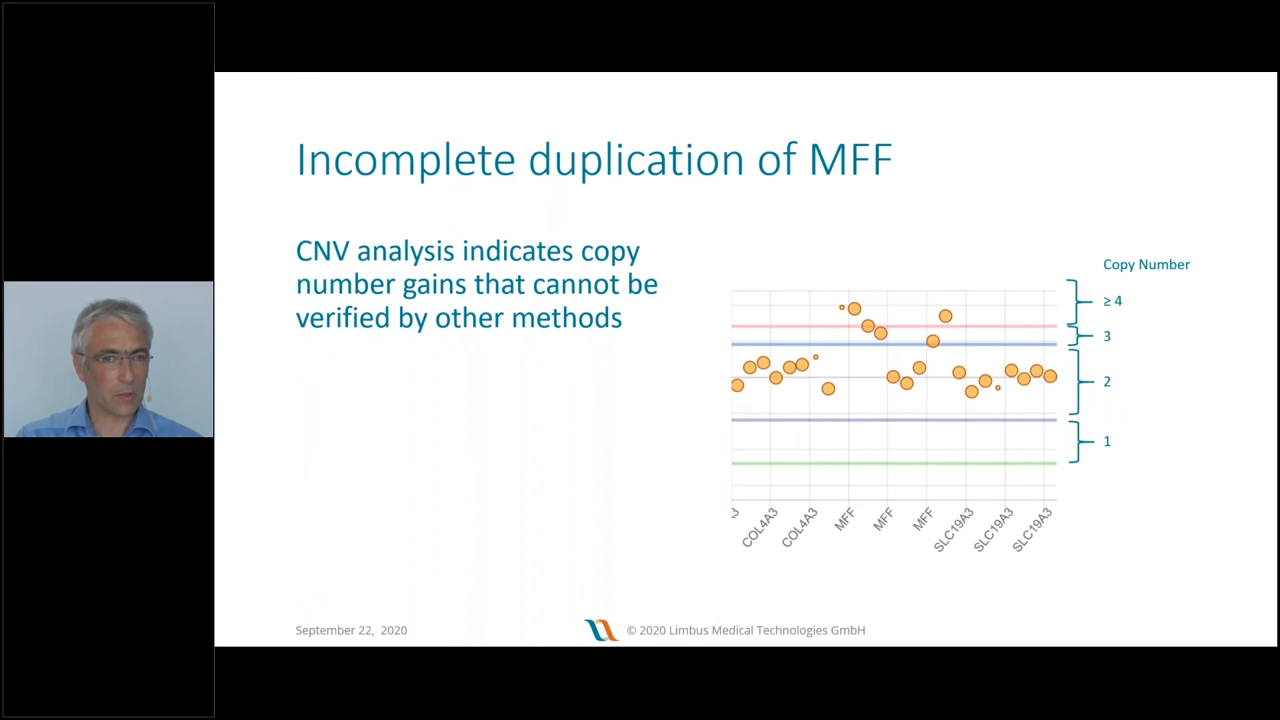 Incomplete duplication of MFF
CNV analysis indicates copy
number gains that cannot be
verified by other methods
Copy Number
≥ 4
3
2
1
COL4A3
COL4A3
MFF
MFF
MFF
SLC19A3
SLC19A3
SLC19A3
September 22, 2020
© 2020 Limbus Medical Technologies GmbH